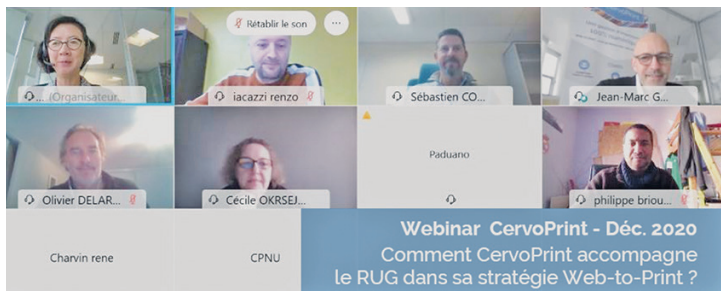 Rétablir le son
...
... (Organisateur...
iacazzi renzo
Sébastien CO...
Jean-Marc G...
Olivier DELAR...
Cécile OKRSEJ...
Paduano
philippe briou...
Charvin rene
CPNU
Webinar CervoPrint - Déc. 2020
Comment CervoPrint accompagne
le RUG dans sa stratégie Web-to-Print ?